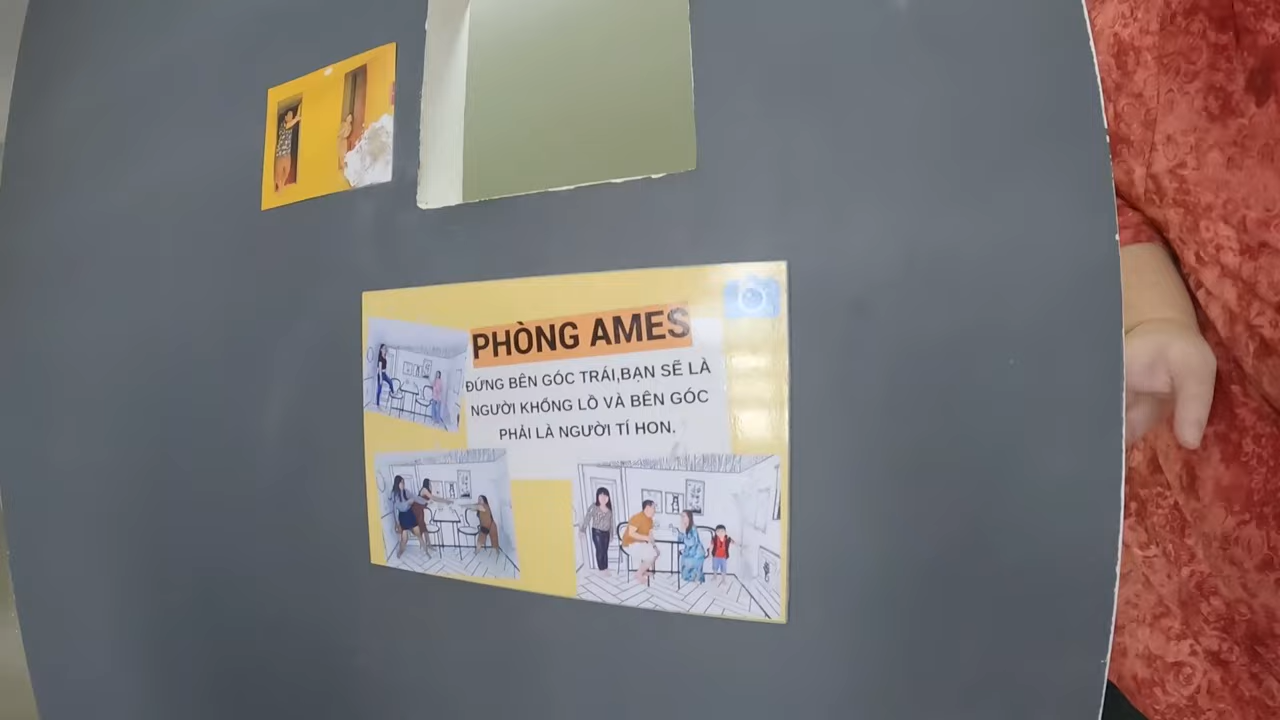 PHÒNG AMES
ĐỨNG BÊN GÓC TRÁI,BẠN SẼ LÀ
NGƯỜI KHỔNG LỒ VÀ BÊN GÓC
PHẢI LÀ NGƯỜI TÍ HON.